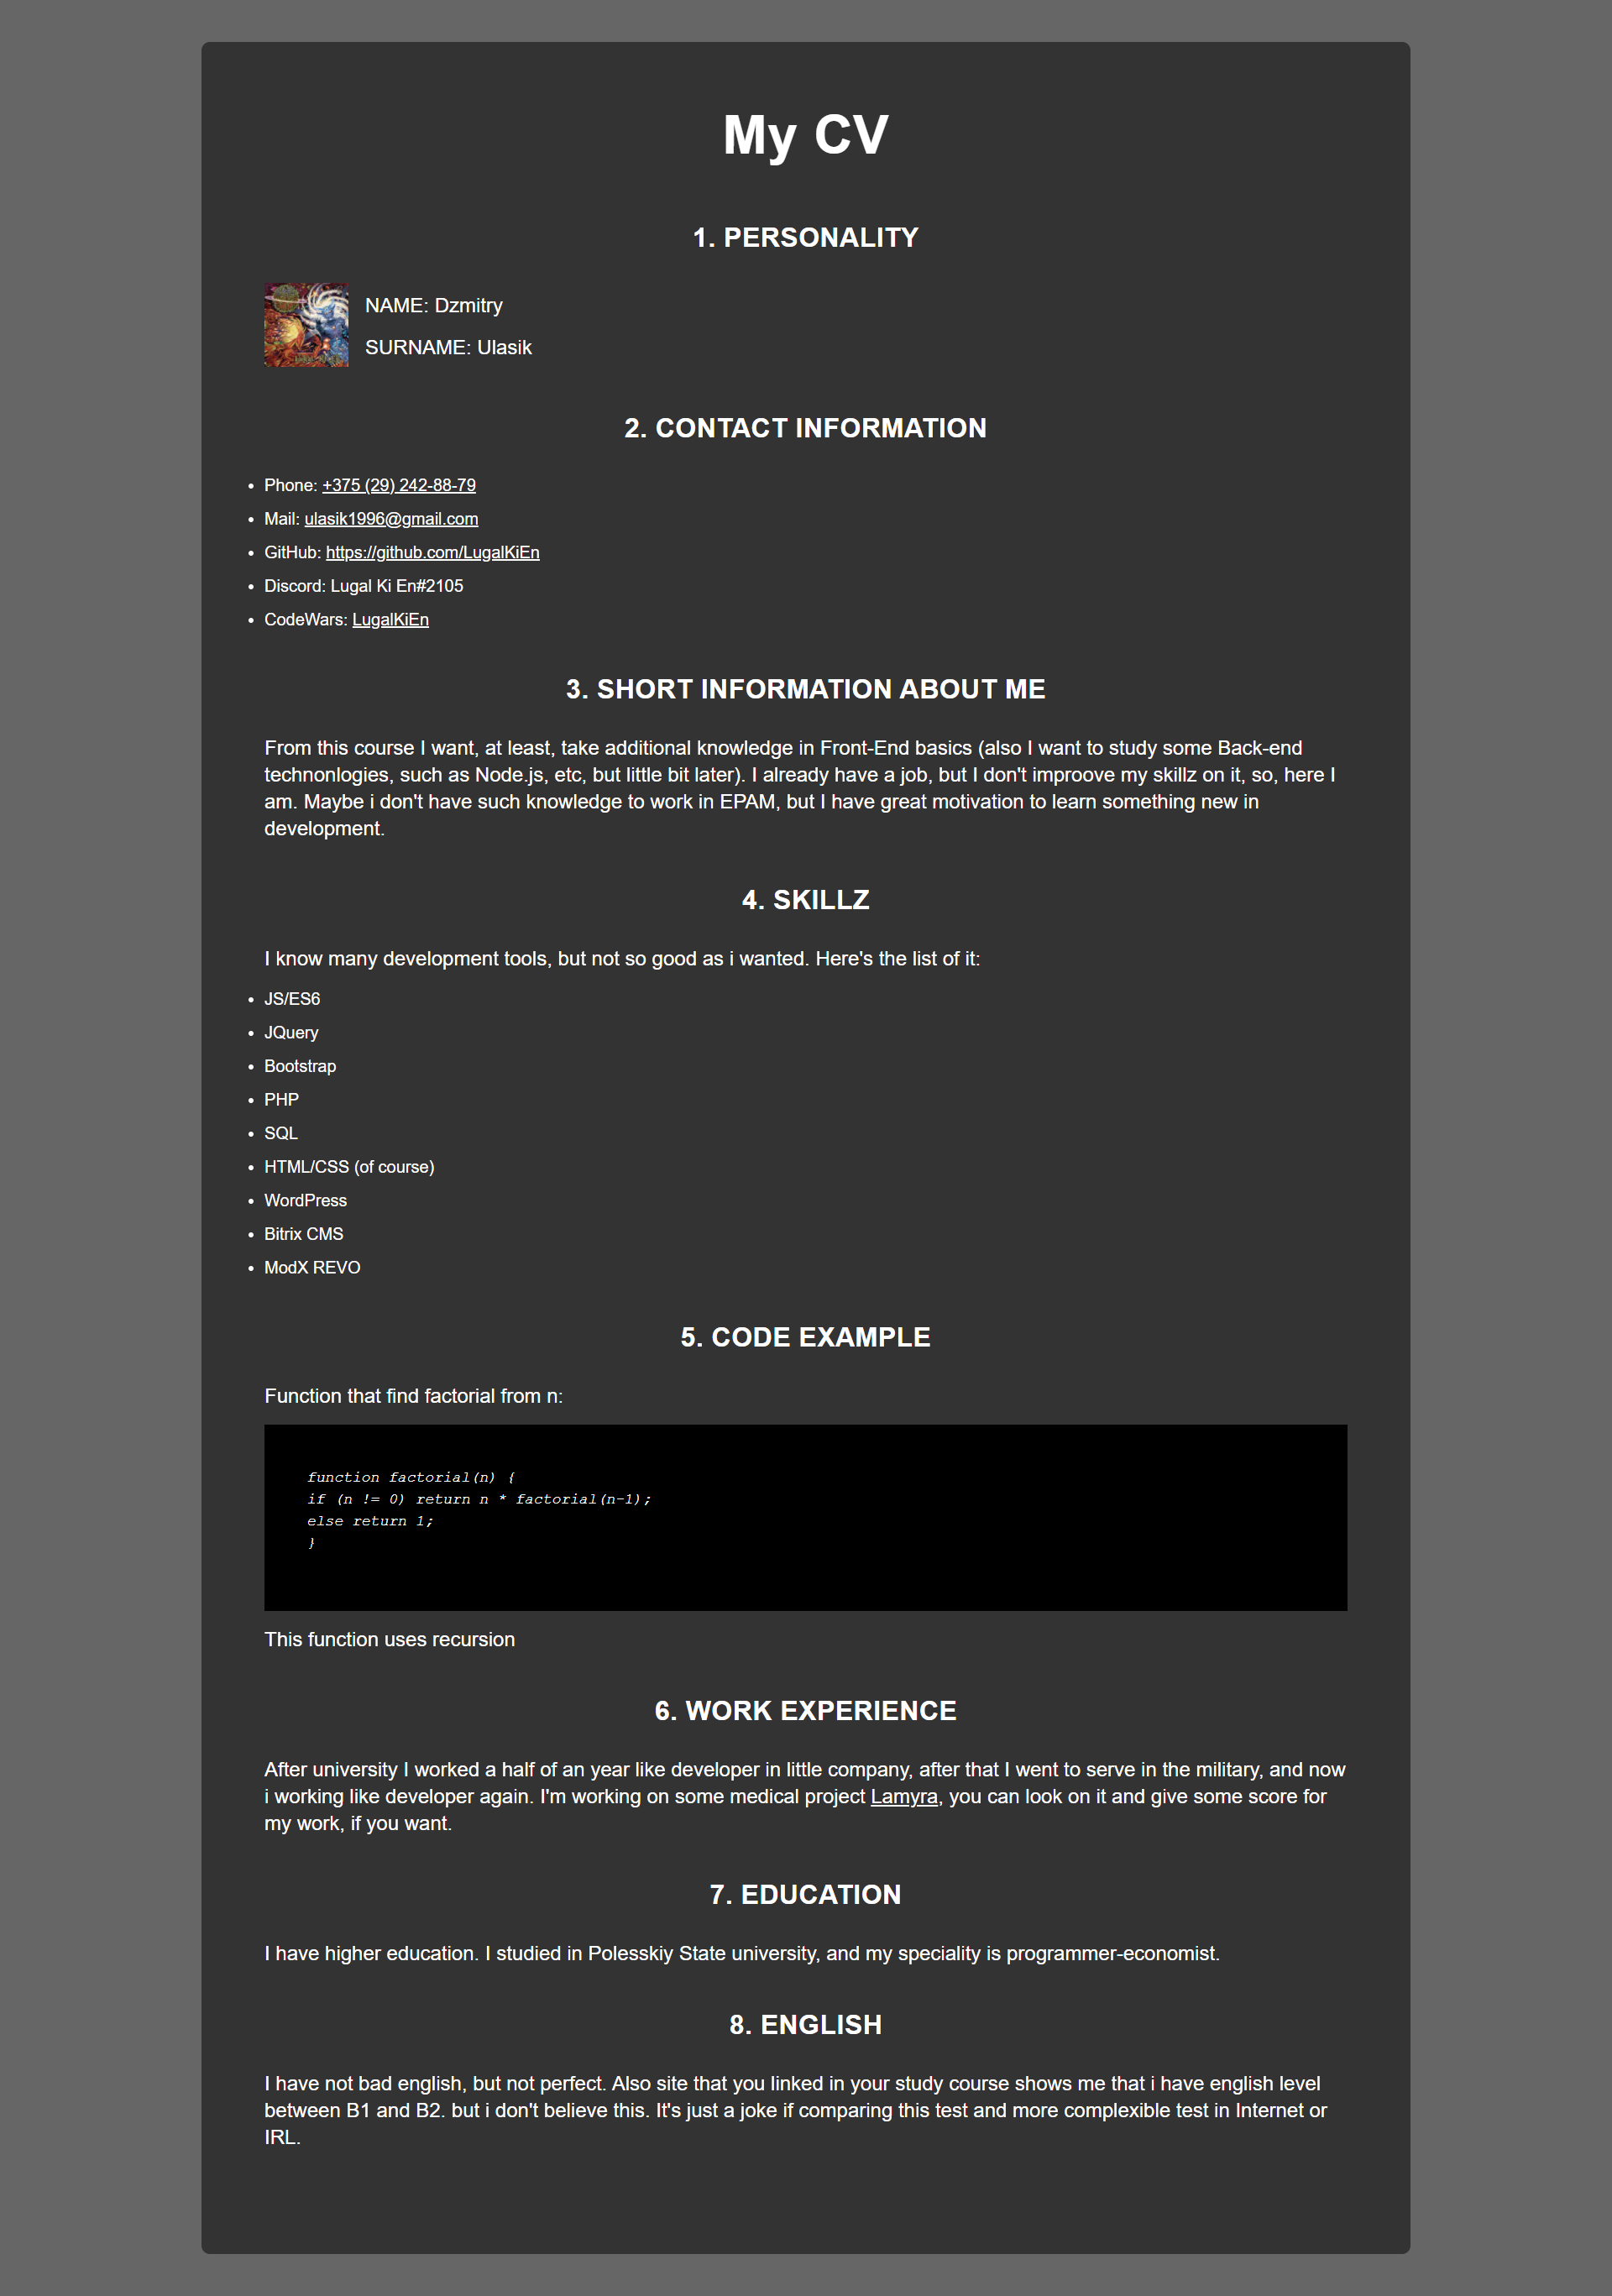 My CV
1. PERSONALITY
NAME: Dzmitry
SURNAME: Ulasik
2. CONTACT INFORMATION
• Phone: +375 (29) 242-88-79
• Mail: ulasik1996@gmail.com
• GitHub: https://github.com/LugalKiEn
• Discord: Lugal Ki En#2105
• CodeWars: LugalKiEn
3. SHORT INFORMATION ABOUT ME
From this course I want, at least, take additional knowledge in Front-End basics (also I want to study some Back-end
technonlogies, such as Node.js, etc, but little bit later). I already have a job, but I don't improove my skillz on it, so, here I
am. Maybe i don't have such knowledge to work in EPAM, but I have great motivation to learn something new in
development.
4. SKILLZ
I know many development tools, but not so good as i wanted. Here's the list of it:
• JS/ES6
• JQuery
• Bootstrap
• PHP
• SQL
• HTML/CSS (of course)
• WordPress
• Bitrix CMS
• ModX REVO
5. CODE EXAMPLE
Function that find factorial from n:
function factorial(n) {
if (n != 0) return n * factorial(n-1);
else return 1;
}
This function uses recursion
6. WORK EXPERIENCE
After university I worked a half of an year like developer in little company, after that I went to serve in the military, and now
i working like developer again. I'm working on some medical project Lamyra, you can look on it and give some score for
my work, if you want.
7. EDUCATION
I have higher education. I studied in Polesskiy State university, and my speciality is programmer-economist.
8. ENGLISH
I have not bad english, but not perfect. Also site that you linked in your study course shows me that i have english level
between B1 and B2. but i don't believe this. It's just a joke if comparing this test and more complexible test in Internet or
IRL.